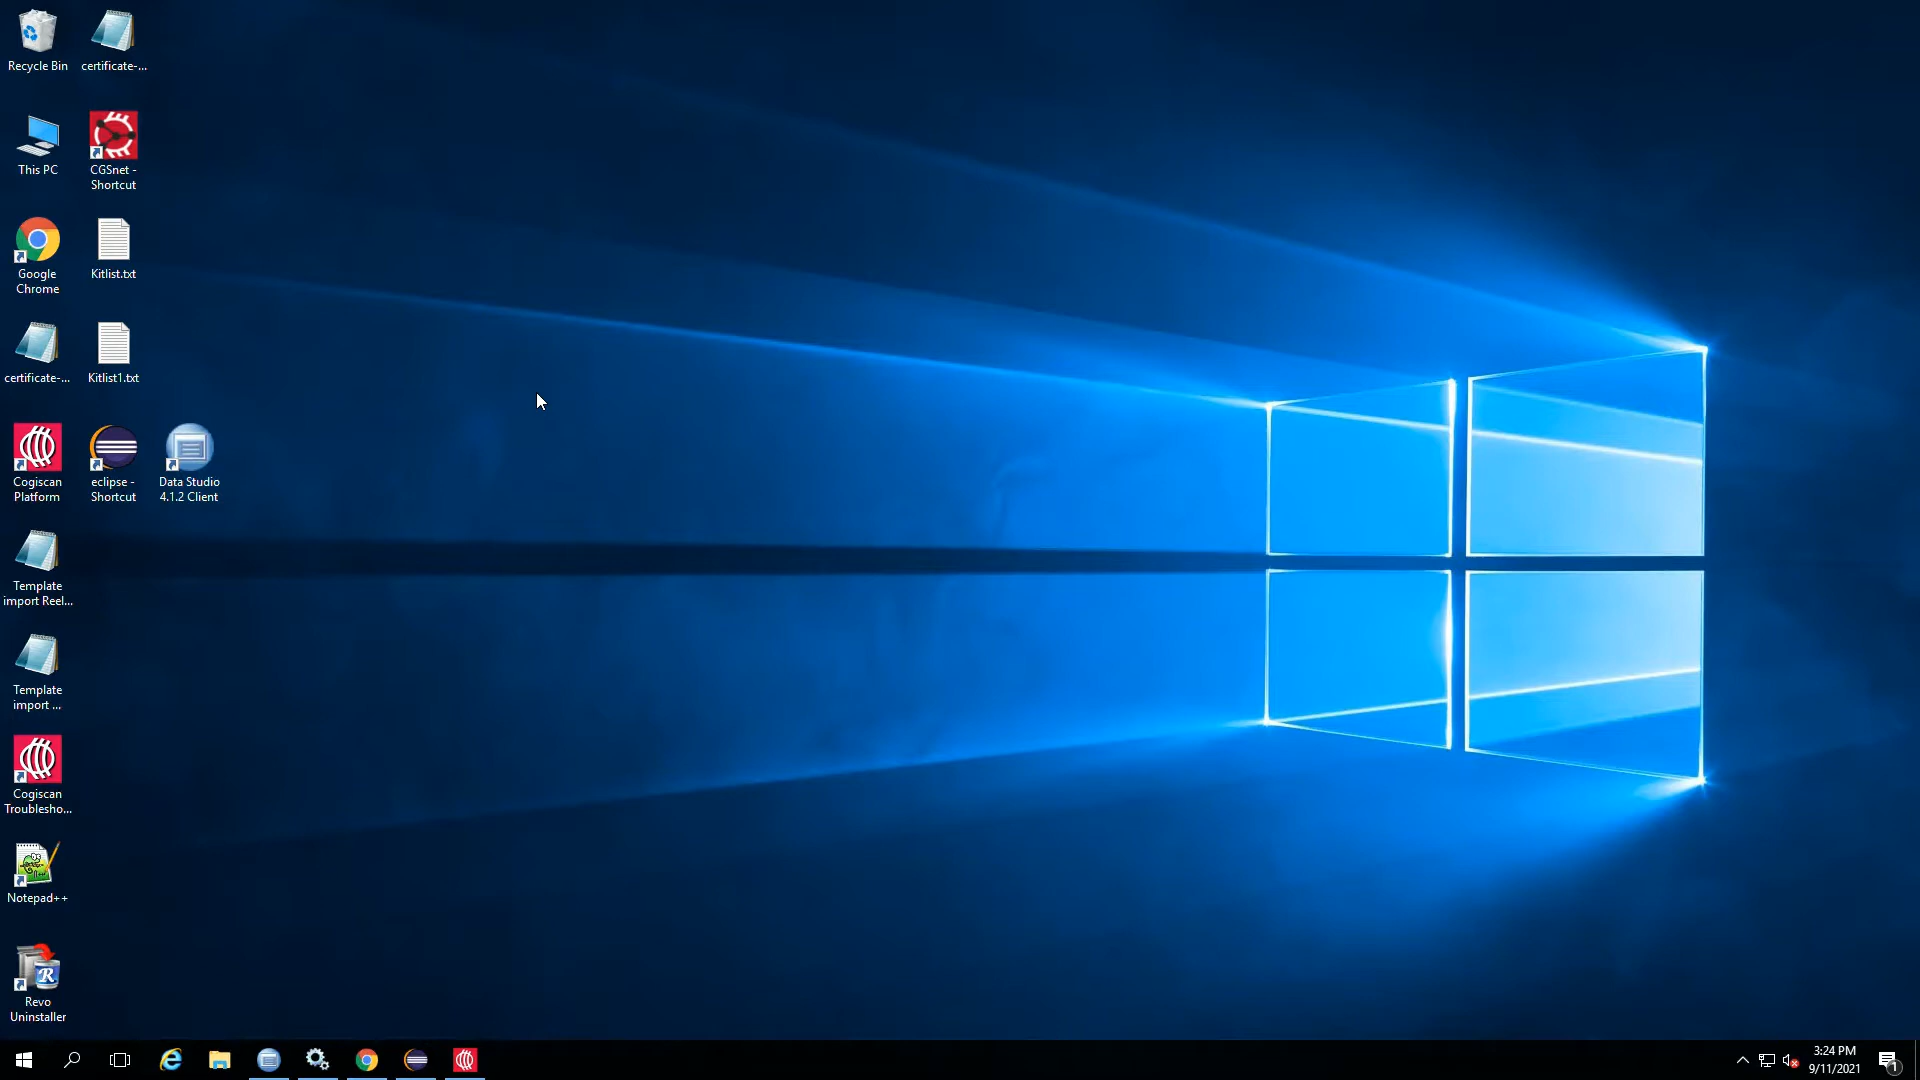 Recycle Bin
certificate-...
This PC
CGSnet -
Shortcut
Google
Chrome
Kitlist.txt
certificate-...
Kitlist1.txt
Cogiscan
Platform
eclipse -
Shortcut
Data Studio
4.1.2 Client
Template
import Reel...
Template
import ...
Cogiscan
Troublesho...
Notepad++
R
Revo
Uninstaller
3:24 PM
9/11/2021
1